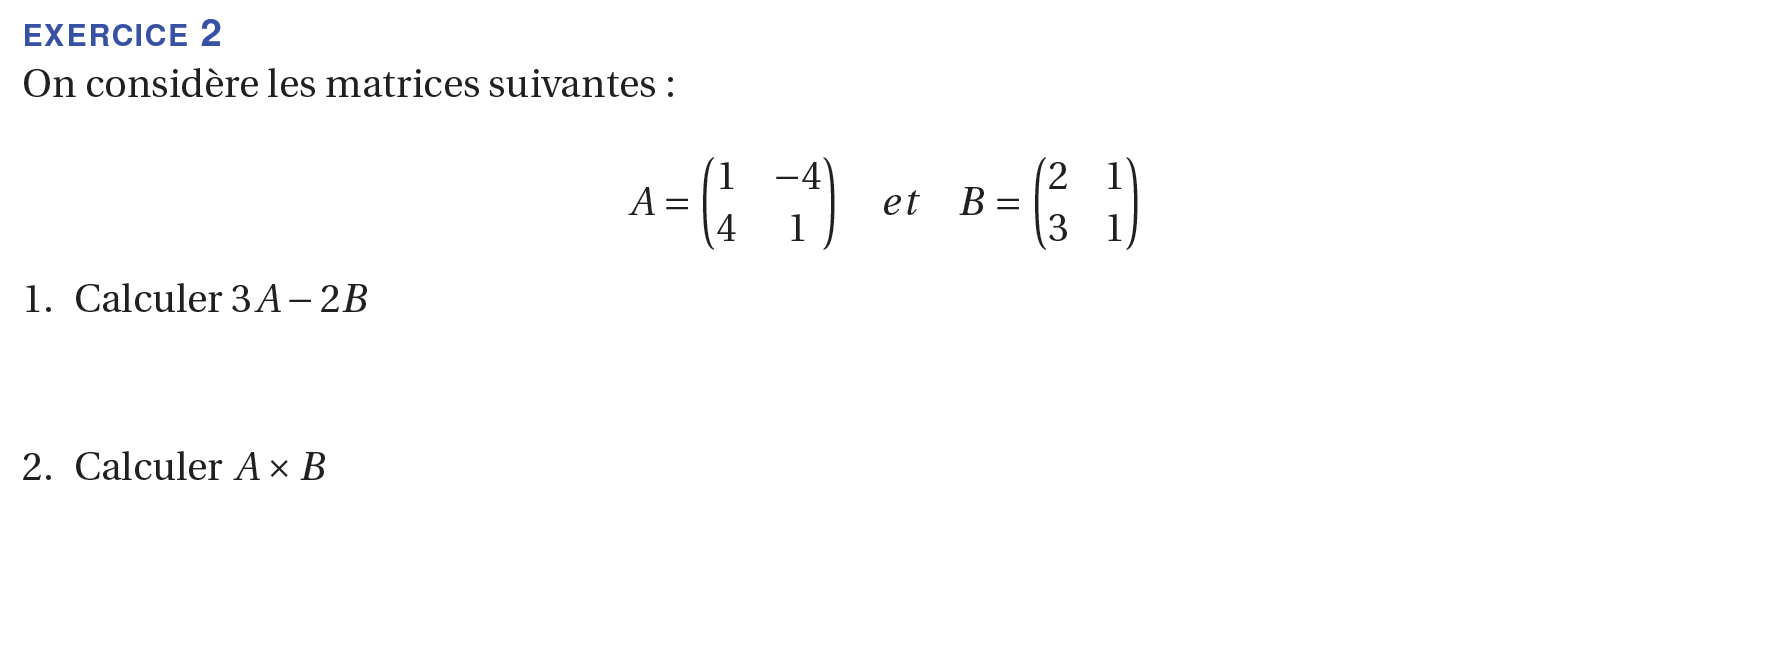 EXERCICE 2
On considère les matrices suivantes :
A = (1 −4
4 1) et B = (2 1
3 1)
1. Calculer 3A − 2B
2. Calculer A × B